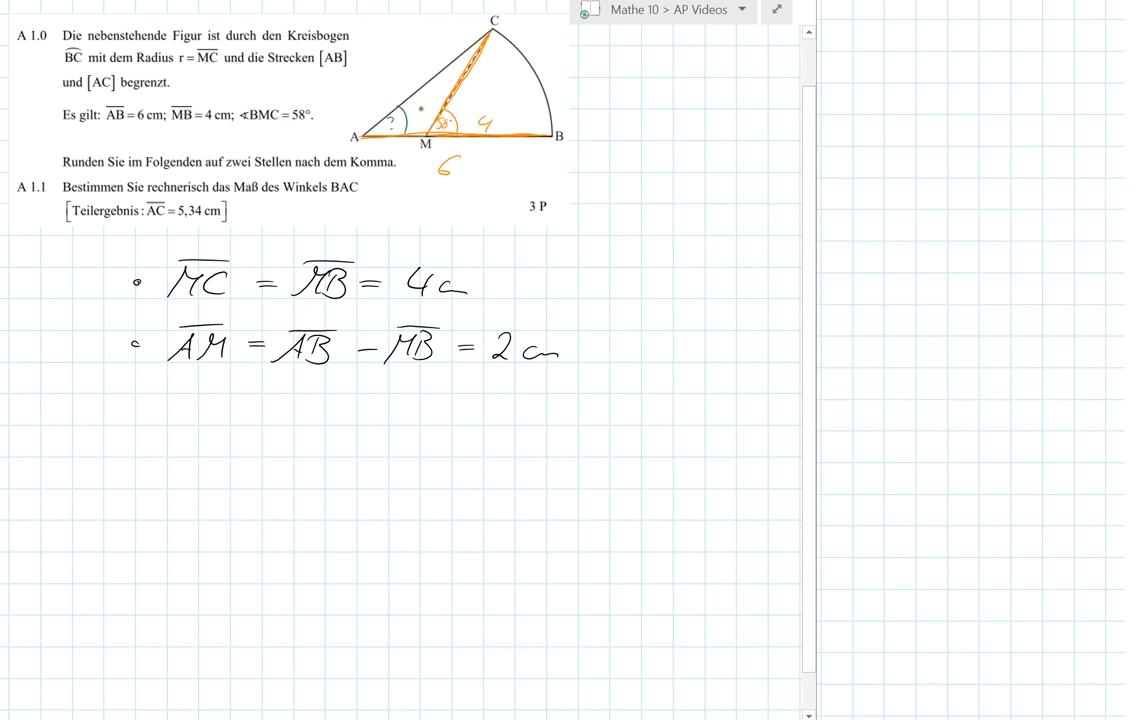 Mathe 10 > AP Videos
A 1.0 Die nebenstehende Figur ist durch den Kreisbogen
BC mit dem Radius r = MC und die Strecken [AB]
und [AC] begrenzt.
Es gilt: AB = 6 cm; MB = 4 cm; ∢BMC = 58°.
Runden Sie im Folgenden auf zwei Stellen nach dem Komma.
A 1.1 Bestimmen Sie rechnerisch das Maß des Winkels BAC
[Teilergebnis: AC = 5,34 cm]
3 P
C
? 58° 4
A M B
6
MC = MB = 4 cm
AM = AB − MB = 2 cm